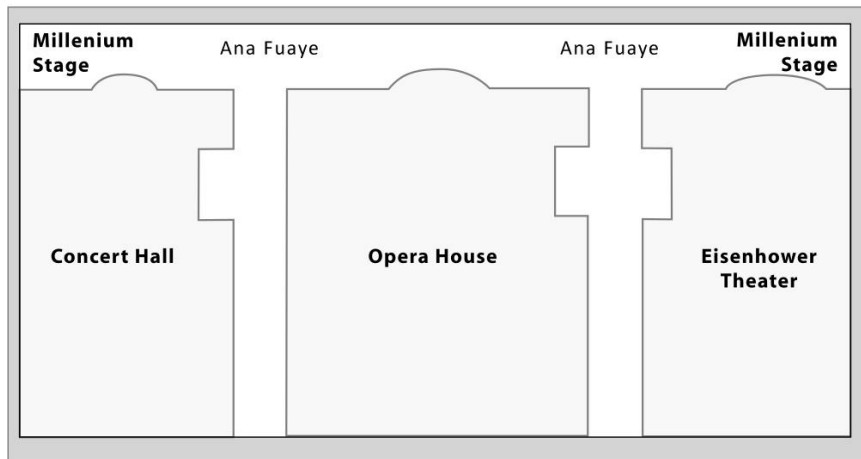 Millenium
Stage
Ana Fuaye
Ana Fuaye
Millenium
Stage
Concert Hall
Opera House
Eisenhower
Theater